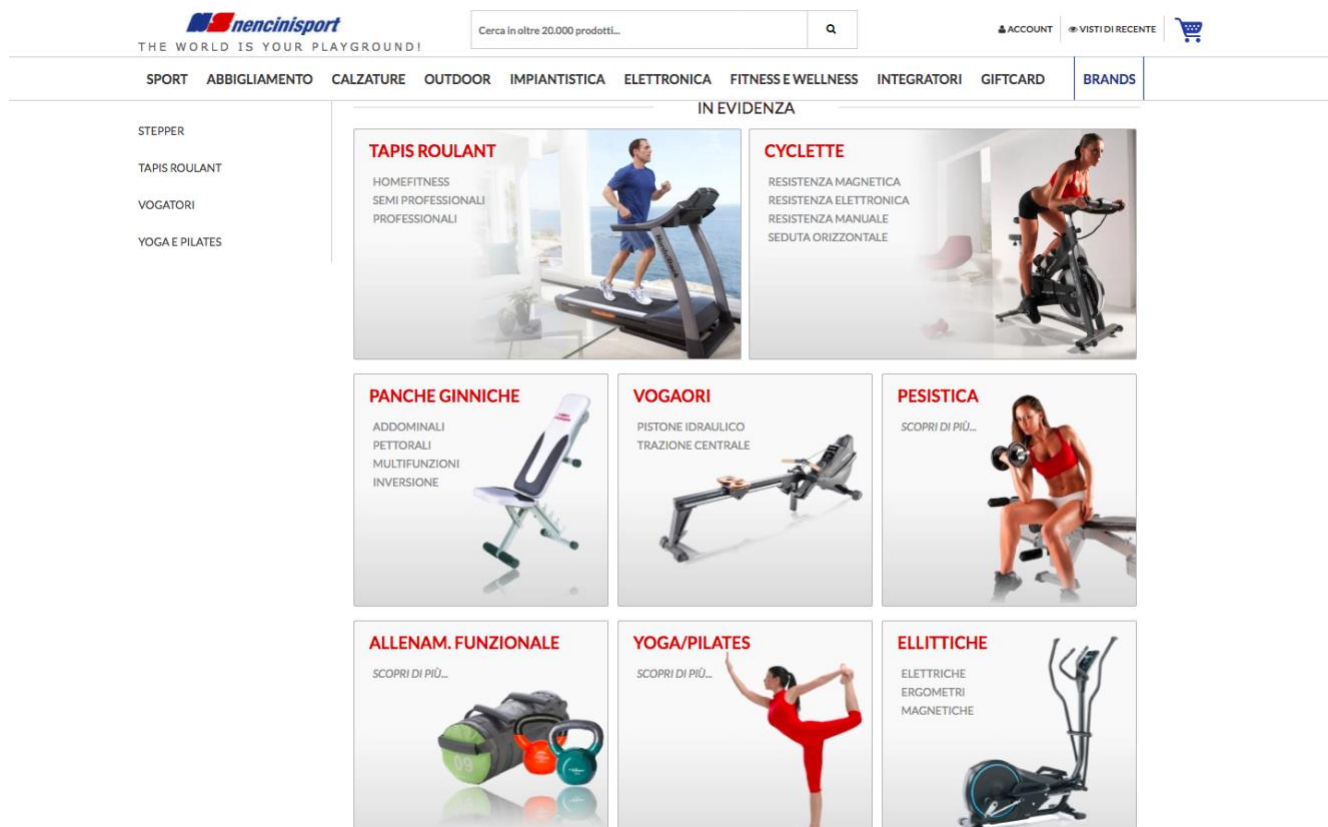 nencinisport
THE WORLD IS YOUR PLAYGROUND!
Cerca in oltre 20.000 prodotti...
ACCOUNT
VISTI DI RECENTE
SPORT ABBIGLIAMENTO CALZATURE OUTDOOR IMPIANTISTICA ELETTRONICA FITNESS E WELLNESS INTEGRATORI GIFTCARD BRANDS
STEPPER
TAPIS ROULANT
VOGATORI
YOGA E PILATES
IN EVIDENZA
TAPIS ROULANT
HOMEFITNESS
SEMI PROFESSIONALI
PROFESSIONALI
CYCLETTE
RESISTENZA MAGNETICA
RESISTENZA ELETTRONICA
RESISTENZA MANUALE
SEDUTA ORIZZONTALE
PANCHE GINNICHE
ADDOMINALI
PETTORALI
MULTIFUNZIONI
INVERSIONE
VOGAORI
PISTONE IDRAULICO
TRAZIONE CENTRALE
PESISTICA
SCOPRI DI PIÙ...
ALLENAM. FUNZIONALE
SCOPRI DI PIÙ...
09
YOGA/PILATES
SCOPRI DI PIÙ...
ELLITTICHE
ELETTRICHE
ERGOMETRI
MAGNETICHE